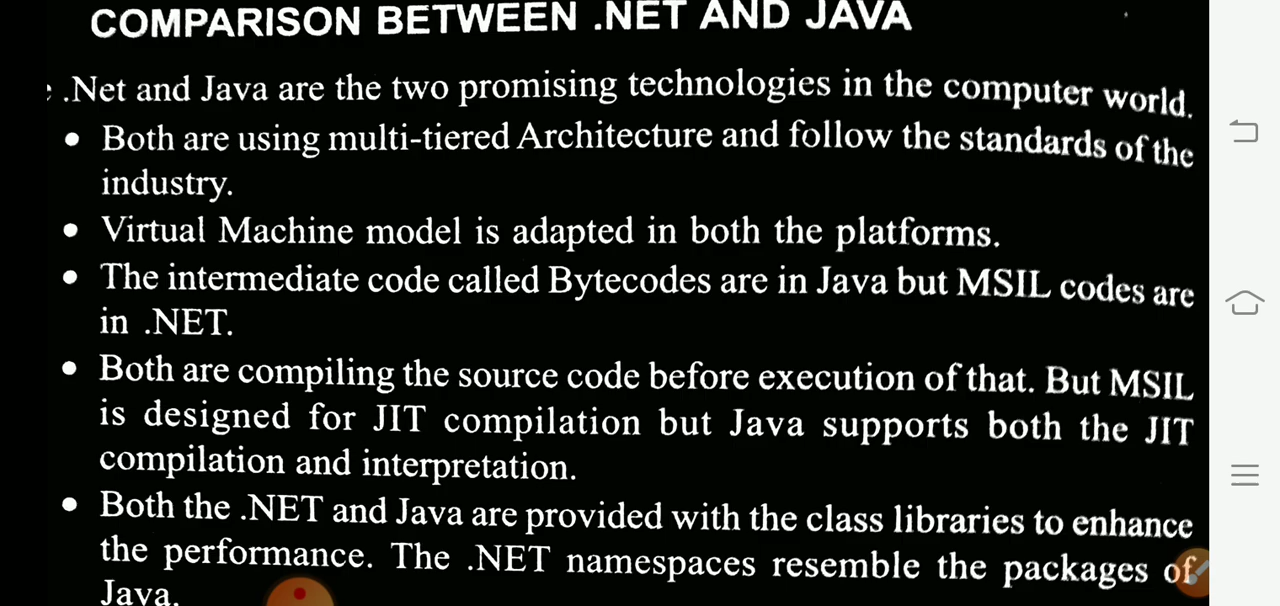 COMPARISON BETWEEN .NET AND JAVA
.Net and Java are the two promising technologies in the computer world.
• Both are using multi-tiered Architecture and follow the standards of the
industry.
• Virtual Machine model is adapted in both the platforms.
• The intermediate code called Bytecodes are in Java but MSIL codes are
in .NET.
• Both are compiling the source code before execution of that. But MSIL
is designed for JIT compilation but Java supports both the JIT
compilation and interpretation.
• Both the .NET and Java are provided with the class libraries to enhance
the performance. The .NET namespaces resemble the packages of
Java.